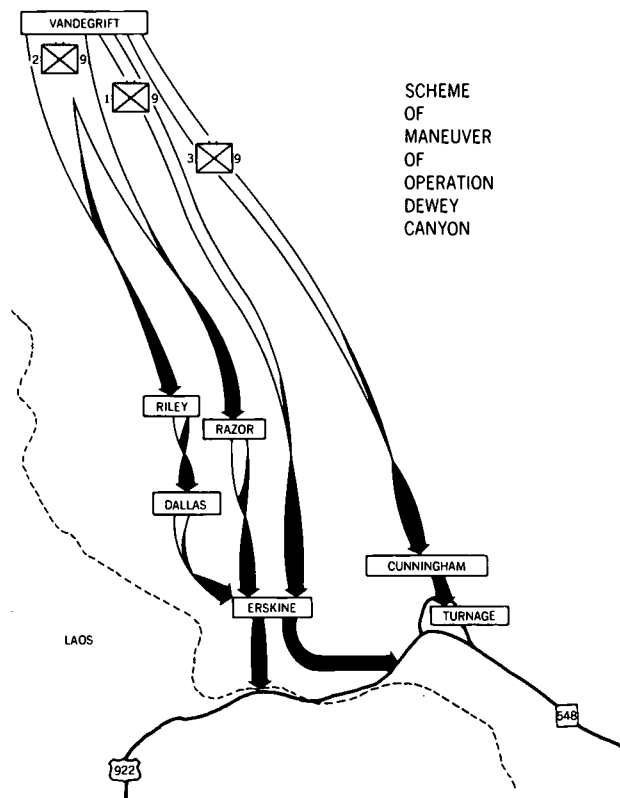 VANDEGRIFT
2 9
1 9
3 9
SCHEME
OF
MANEUVER
OF
OPERATION
DEWEY
CANYON
RILEY
RAZOR
DALLAS
CUNNINGHAM
ERSKINE
TURNAGE
LAOS
548
922